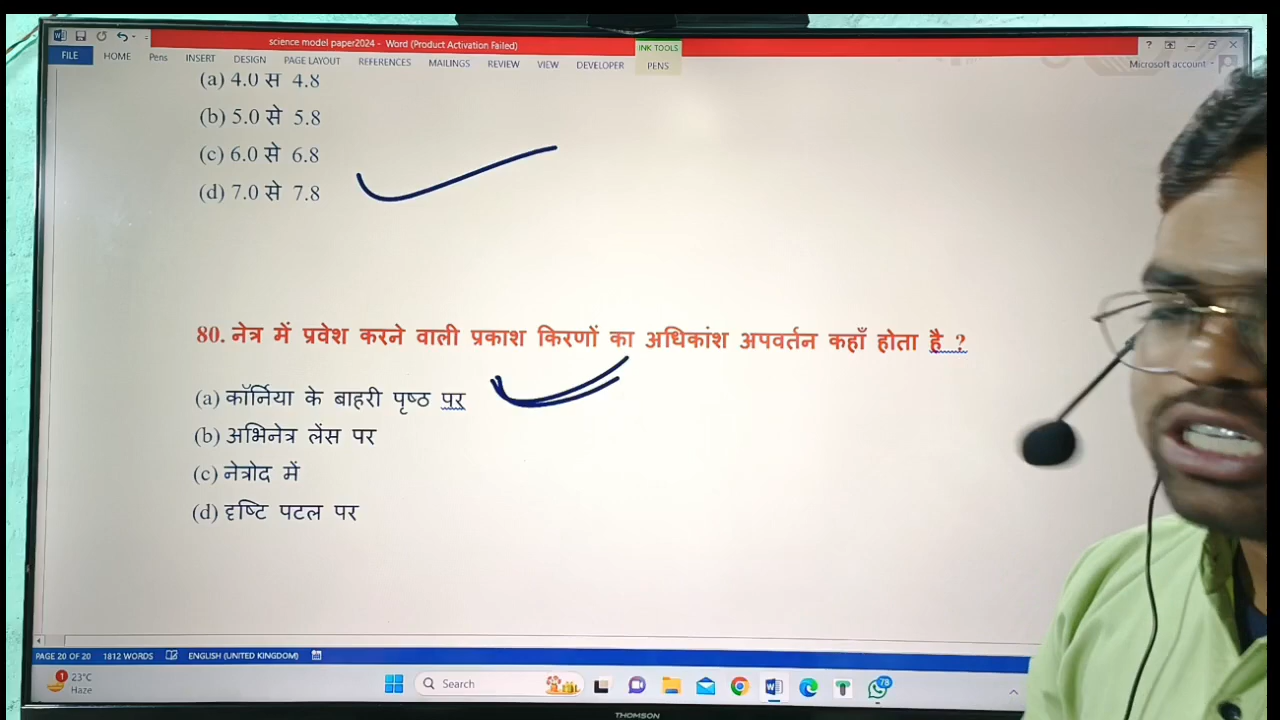 science model paper2024 - Word (Product Activation Failed)
INK TOOLS
FILE HOME Pens INSERT DESIGN PAGE LAYOUT REFERENCES MAILINGS REVIEW VIEW DEVELOPER PENS
Microsoft account
(a) 4.0 से 4.8
(b) 5.0 से 5.8
(c) 6.0 से 6.8
(d) 7.0 से 7.8
80. नेत्र में प्रवेश करने वाली प्रकाश किरणों का अधिकांश अपवर्तन कहाँ होता है ?
(a) कॉर्निया के बाहरी पृष्ठ पर
(b) अभिनेत्र लेंस पर
(c) नेत्रोद में
(d) दृष्टि पटल पर
PAGE 20 OF 20 1812 WORDS ENGLISH (UNITED KINGDOM)
1
23°C
Haze
Search
78
THOMSON